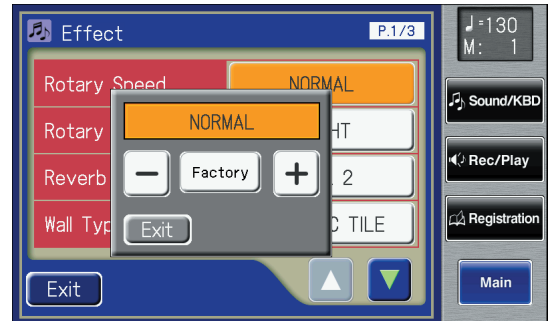 Effect
P.1/3
♩=130
M: 1
Rotary Speed
NORMAL
Rotary
HT
Reverb
2
Wall Typ
C TILE
NORMAL
−
Factory
+
Exit
Exit
Sound/KBD
Rec/Play
Registration
Main